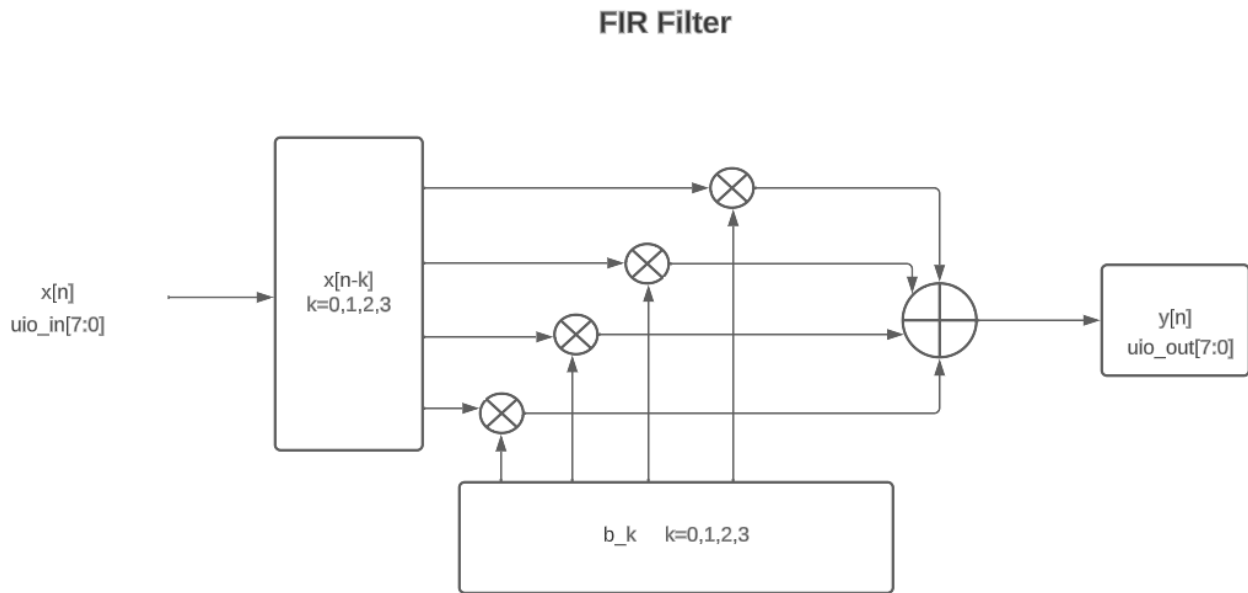 FIR Filter
x[n]
uio_in[7:0]
x[n-k]
k=0,1,2,3
y[n]
uio_out[7:0]
b_k k=0,1,2,3